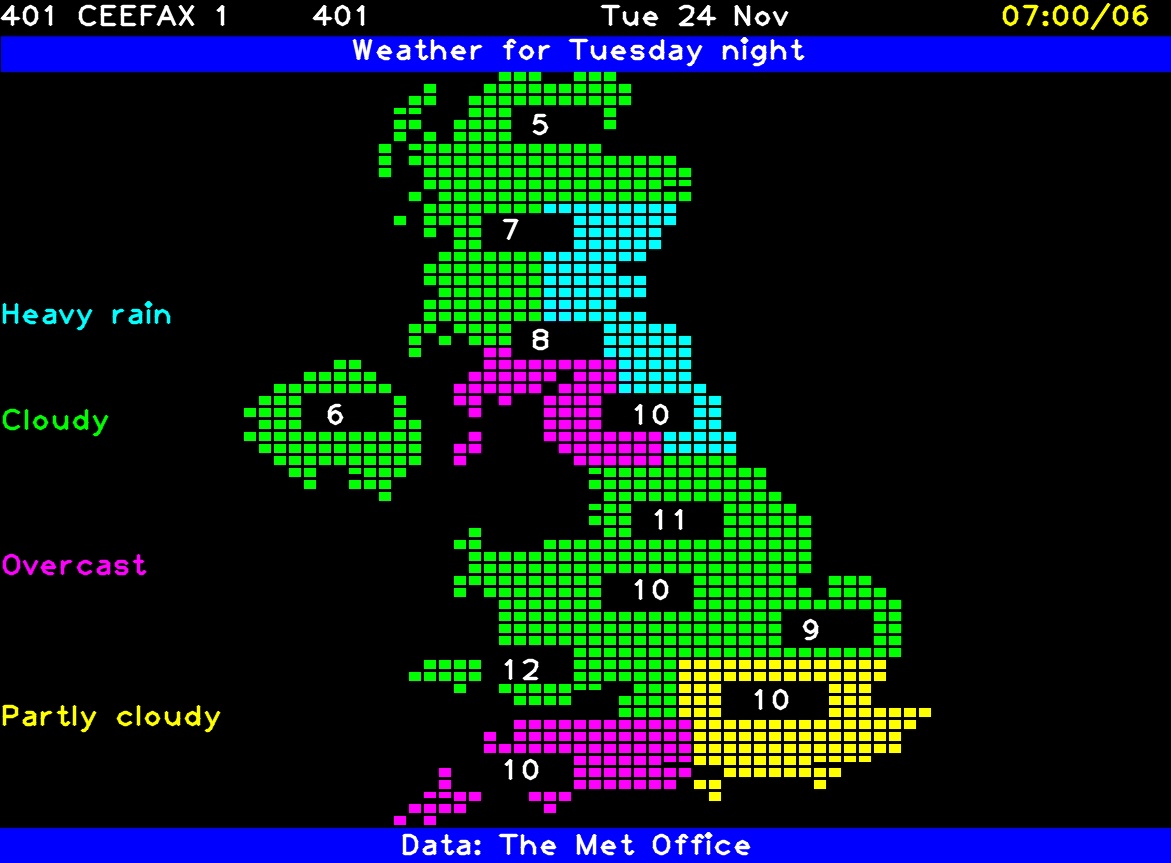 401 CEEFAX 1 401 Tue 24 Nov 07:00/06
Weather for Tuesday night
5
7
Heavy rain
8
6
10
Cloudy
11
Overcast
10
9
12
10
Partly cloudy
10
Data: The Met Office